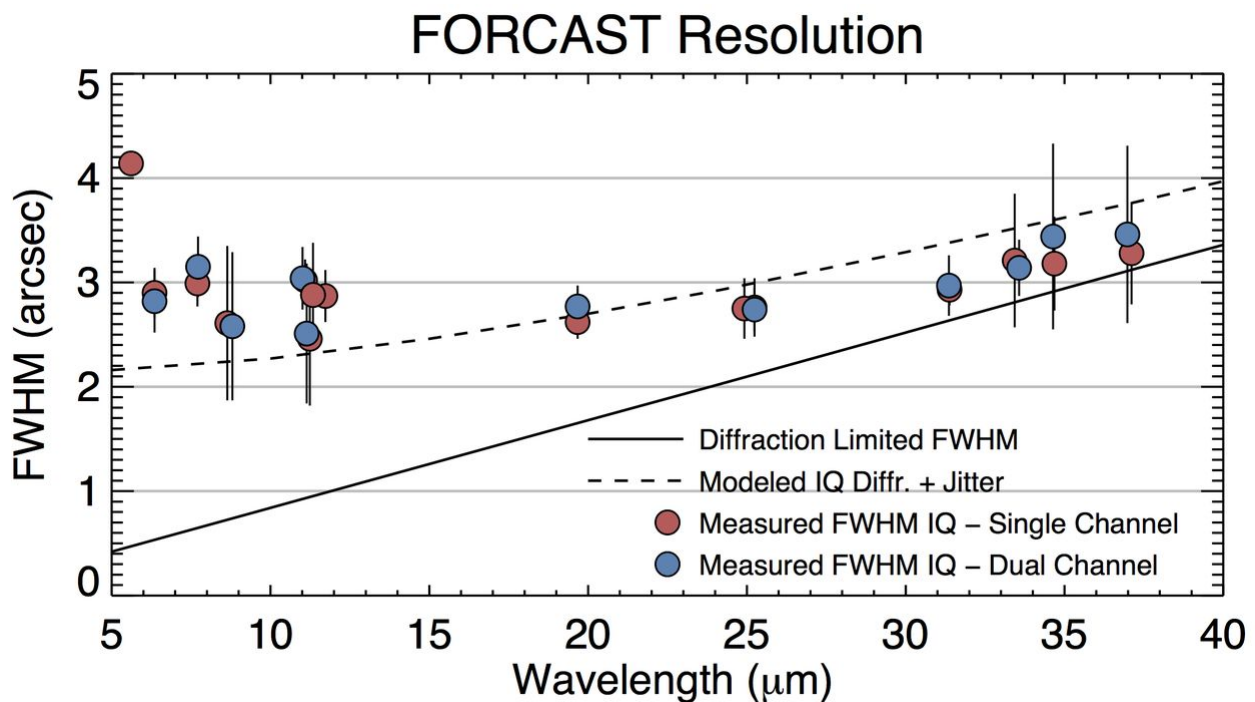 FORCAST Resolution
5
4
3
2
1
0
FWHM (arcsec)
Diffraction Limited FWHM
Modeled IQ Diffr. + Jitter
Measured FWHM IQ – Single Channel
Measured FWHM IQ – Dual Channel
5 10 15 20 25 30 35 40
Wavelength (μm)